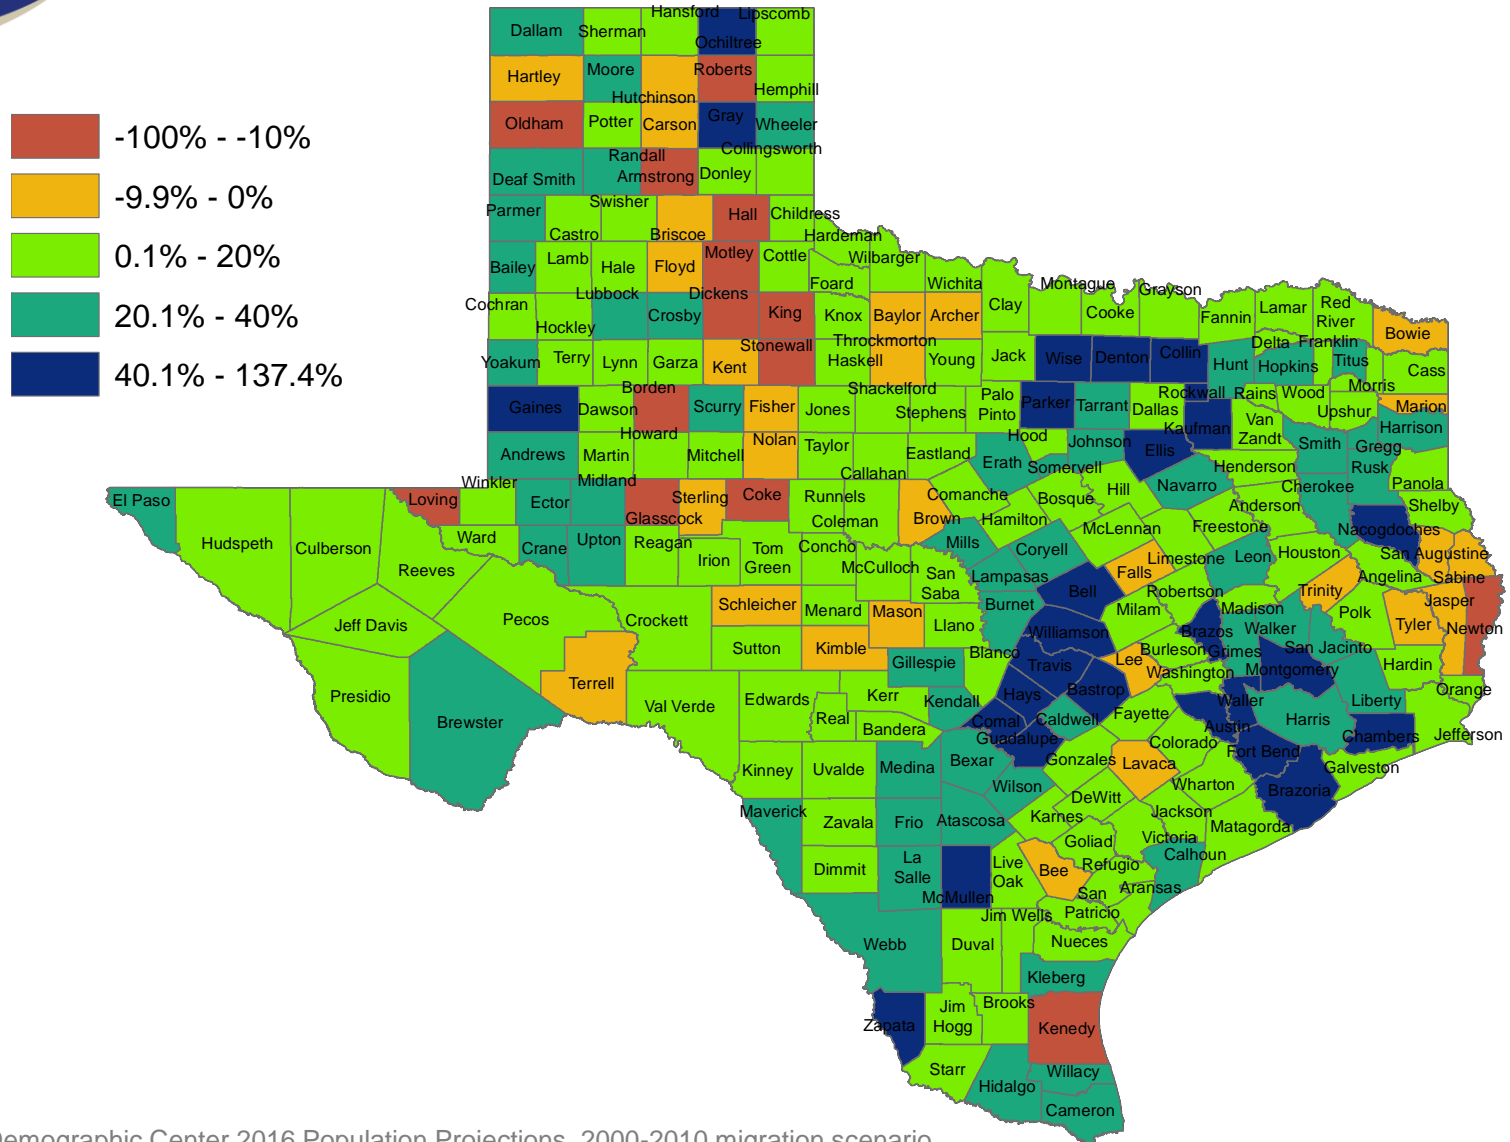 Hansford Lipscomb
Dallam Sherman
Ochiltree
Hartley Moore Roberts
Hemphill
Hutchinson
-100% - -10%
Oldham Potter Carson Gray Wheeler
Collingsworth
Randall
Deaf Smith Armstrong Donley
-9.9% - 0%
Parmer Swisher Hall Childress
Castro Briscoe Hardeman
0.1% - 20%
Bailey Lamb Hale Floyd Motley Cottle Wilbarger
Foard Wichita Montague Grayson
Cochran Lubbock Dickens
20.1% - 40%
Hockley Crosby King Knox Baylor Archer Clay Cooke Fannin Lamar Red
River
Bowie
Stonewall Throckmorton Delta Franklin
Yoakum Terry Lynn Garza Kent Haskell Young Jack Wise Denton Collin Hunt Hopkins Titus Cass
40.1% - 137.4%
Borden Shackelford Morris
Gaines Dawson Scurry Fisher Jones Stephens Palo
Pinto
Parker Tarrant Dallas Rockwall Rains Wood Upshur Marion
Howard Nolan Hood Johnson Ellis Kaufman Van
Zandt
Smith Gregg Harrison
Andrews Martin Mitchell Taylor Callahan Eastland Erath Somervell Navarro Henderson Rusk Panola
Winkler Midland
El Paso Loving Ector Glasscock Sterling Coke Runnels Coleman Brown Comanche Bosque Hill Anderson Cherokee Shelby
Hudspeth Culberson Ward Crane Upton Reagan Irion Tom
Green
Concho McCulloch Mills Hamilton Coryell McLennan Freestone Limestone Leon Houston Nacogdoches
San Augustine
Reeves San
Saba
Lampasas Falls Robertson Angelina Sabine
Jeff Davis Pecos Crockett Schleicher Menard Mason Llano Burnet Bell Milam Madison Trinity Polk Tyler Jasper
Newton
Sutton Kimble Gillespie Blanco Williamson Travis Lee Burleson Brazos Grimes Walker San Jacinto
Presidio Brewster Terrell Val Verde Edwards Kerr Kendall Hays Bastrop Washington Montgomery Liberty Hardin Orange
Real Bandera Comal Caldwell Fayette Waller Harris
Guadalupe Austin Chambers Jefferson
Kinney Uvalde Medina Bexar Gonzales Lavaca Colorado Fort Bend Galveston
Wilson Wharton Brazoria
Maverick Zavala Frio Atascosa Karnes DeWitt Jackson Matagorda
Goliad Victoria
Dimmit La
Salle
McMullen Live
Oak
Bee Refugio Calhoun
San
Patricio
Aransas
Jim Wells
Webb Duval Nueces
Kleberg
Zapata Jim
Hogg
Brooks Kenedy
Starr Hidalgo Willacy
Cameron
emographic Center 2016 Population Projections, 2000-2010 migration scenario